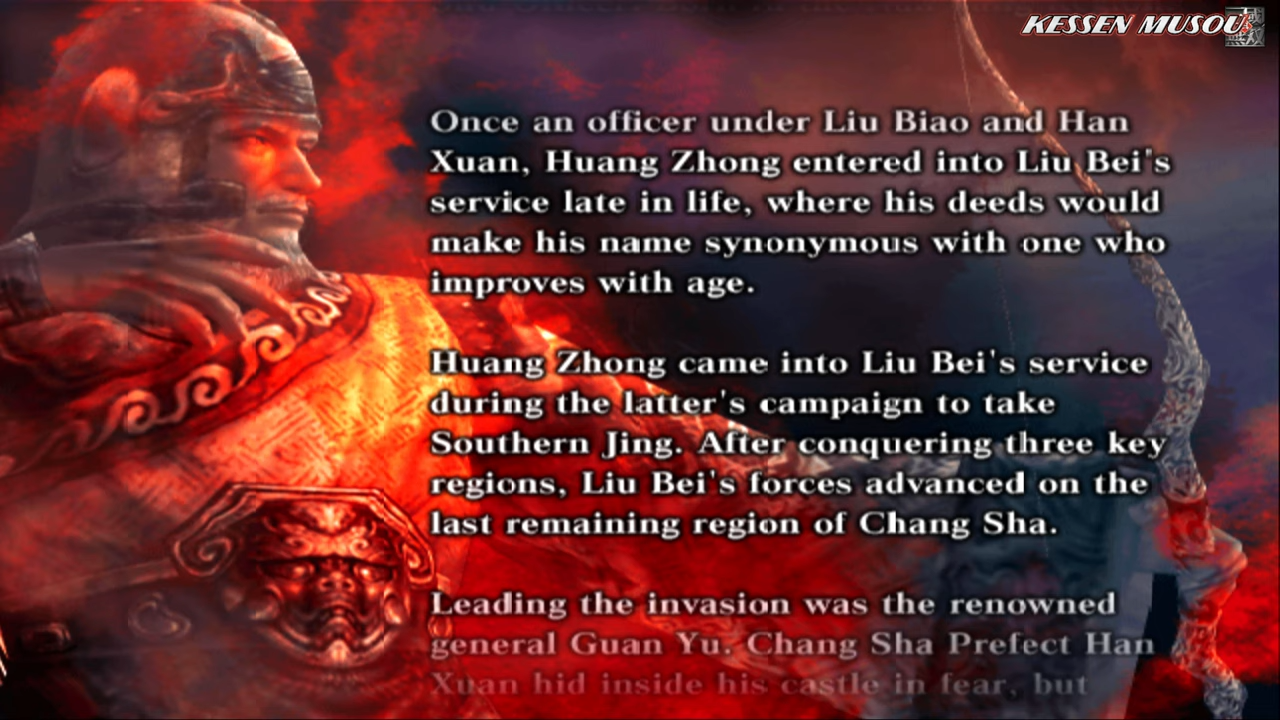 KESSEN MUSOU
Once an officer under Liu Biao and Han
Xuan, Huang Zhong entered into Liu Bei's
service late in life, where his deeds would
make his name synonymous with one who
improves with age.
Huang Zhong came into Liu Bei's service
during the latter's campaign to take
Southern Jing. After conquering three key
regions, Liu Bei's forces advanced on the
last remaining region of Chang Sha.
Leading the invasion was the renowned
general Guan Yu. Chang Sha Prefect Han
Xuan hid inside his castle in fear, but